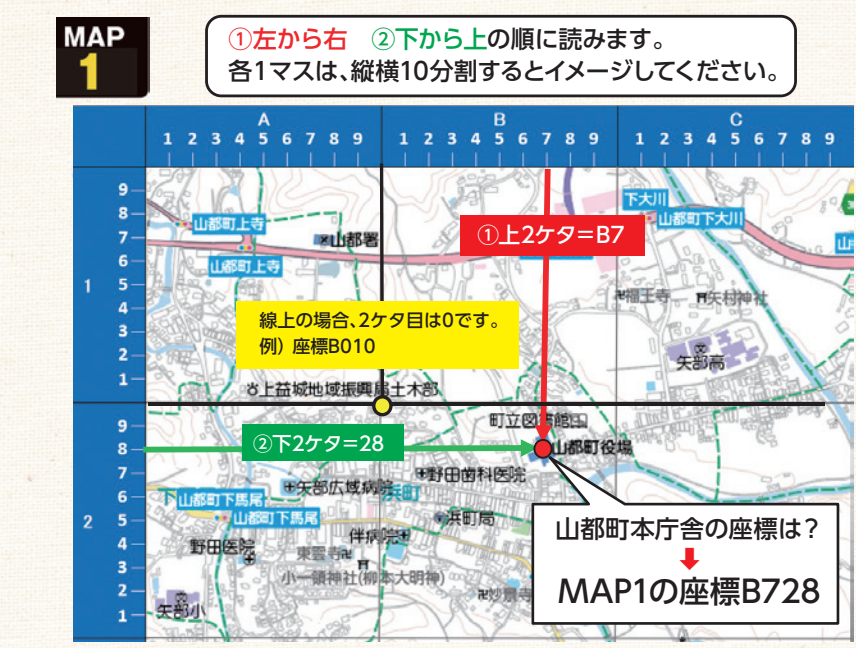 MAP
1
①左から右　②下から上の順に読みます。
各1マスは、縦横10分割するとイメージしてください。
A B C
1 2 3 4 5 6 7 8 9 1 2 3 4 5 6 7 8 9 1 2 3 4 5 6 7 8 9
9
8
7
6
1 5
4
3
2
1
下大川
山都町上寺
山都町下大川
①上2ケタ=B7
山都署
山都町上寺
福王寺
矢村神社
線上の場合、2ケタ目は0です。
例）座標B010
矢部高
上益城地域振興局土木部
9
8
7
6
2 5
4
3
2
1
町立図書館
②下2ケタ=28
山都町役場
野田歯科医院
矢部広域病院
浜町
下
山都町下馬尾
山都町下馬尾
浜町局
伴病院
野田医院
東雲寺
小一領神社(柳本大明神)
妙景寺
矢部小
山都町本庁舎の座標は？
MAP1の座標B728